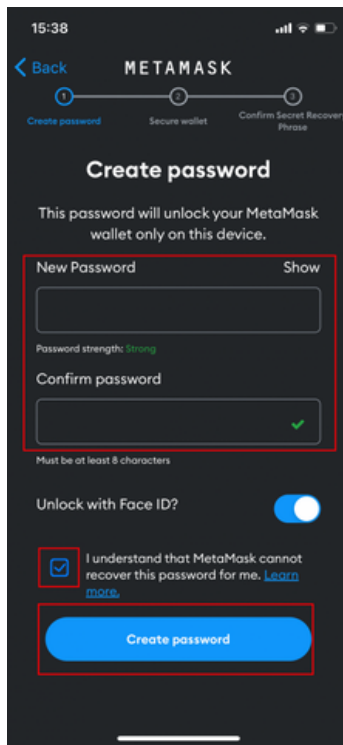 15:38
Back METAMASK
1 2 3
Create password Secure wallet Confirm Secret Recover
Phrase
Create password
This password will unlock your MetaMask
wallet only on this device.
New Password Show
Password strength: Strong
Confirm password
Must be at least 8 characters
Unlock with Face ID?
I understand that MetaMask cannot
recover this password for me. Learn
more.
Create password